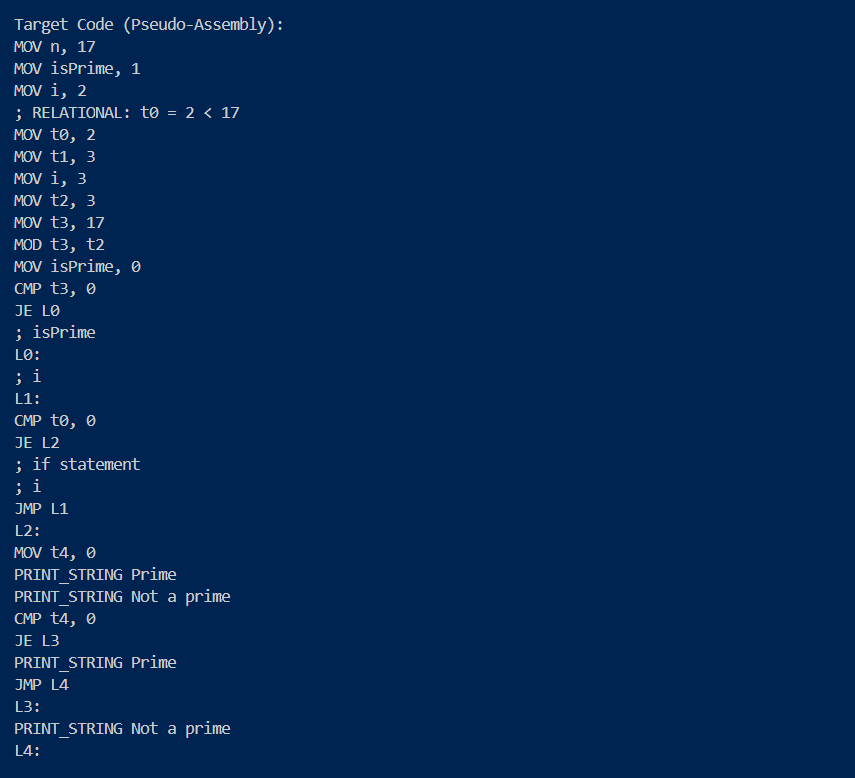 Target Code (Pseudo-Assembly):
MOV n, 17
MOV isPrime, 1
MOV i, 2
; RELATIONAL: t0 = 2 < 17
MOV t0, 2
MOV t1, 3
MOV i, 3
MOV t2, 3
MOV t3, 17
MOD t3, t2
MOV isPrime, 0
CMP t3, 0
JE L0
; isPrime
L0:
; i
L1:
CMP t0, 0
JE L2
; if statement
; i
JMP L1
L2:
MOV t4, 0
PRINT_STRING Prime
PRINT_STRING Not a prime
CMP t4, 0
JE L3
PRINT_STRING Prime
JMP L4
L3:
PRINT_STRING Not a prime
L4: